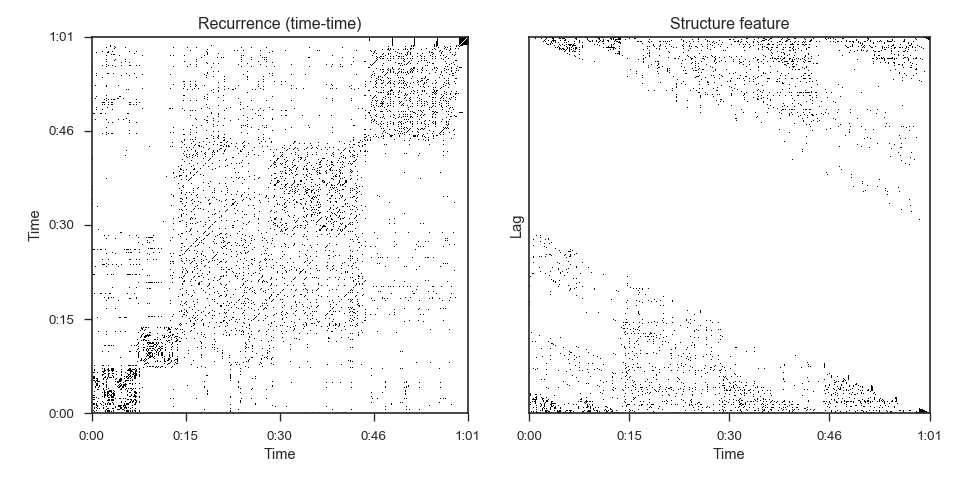 Recurrence (time-time)
Structure feature
1:01
0:46
0:30
0:15
0:00
Time
Lag
0:00 0:15 0:30 0:46 1:01
0:00 0:15 0:30 0:46 1:01
Time
Time